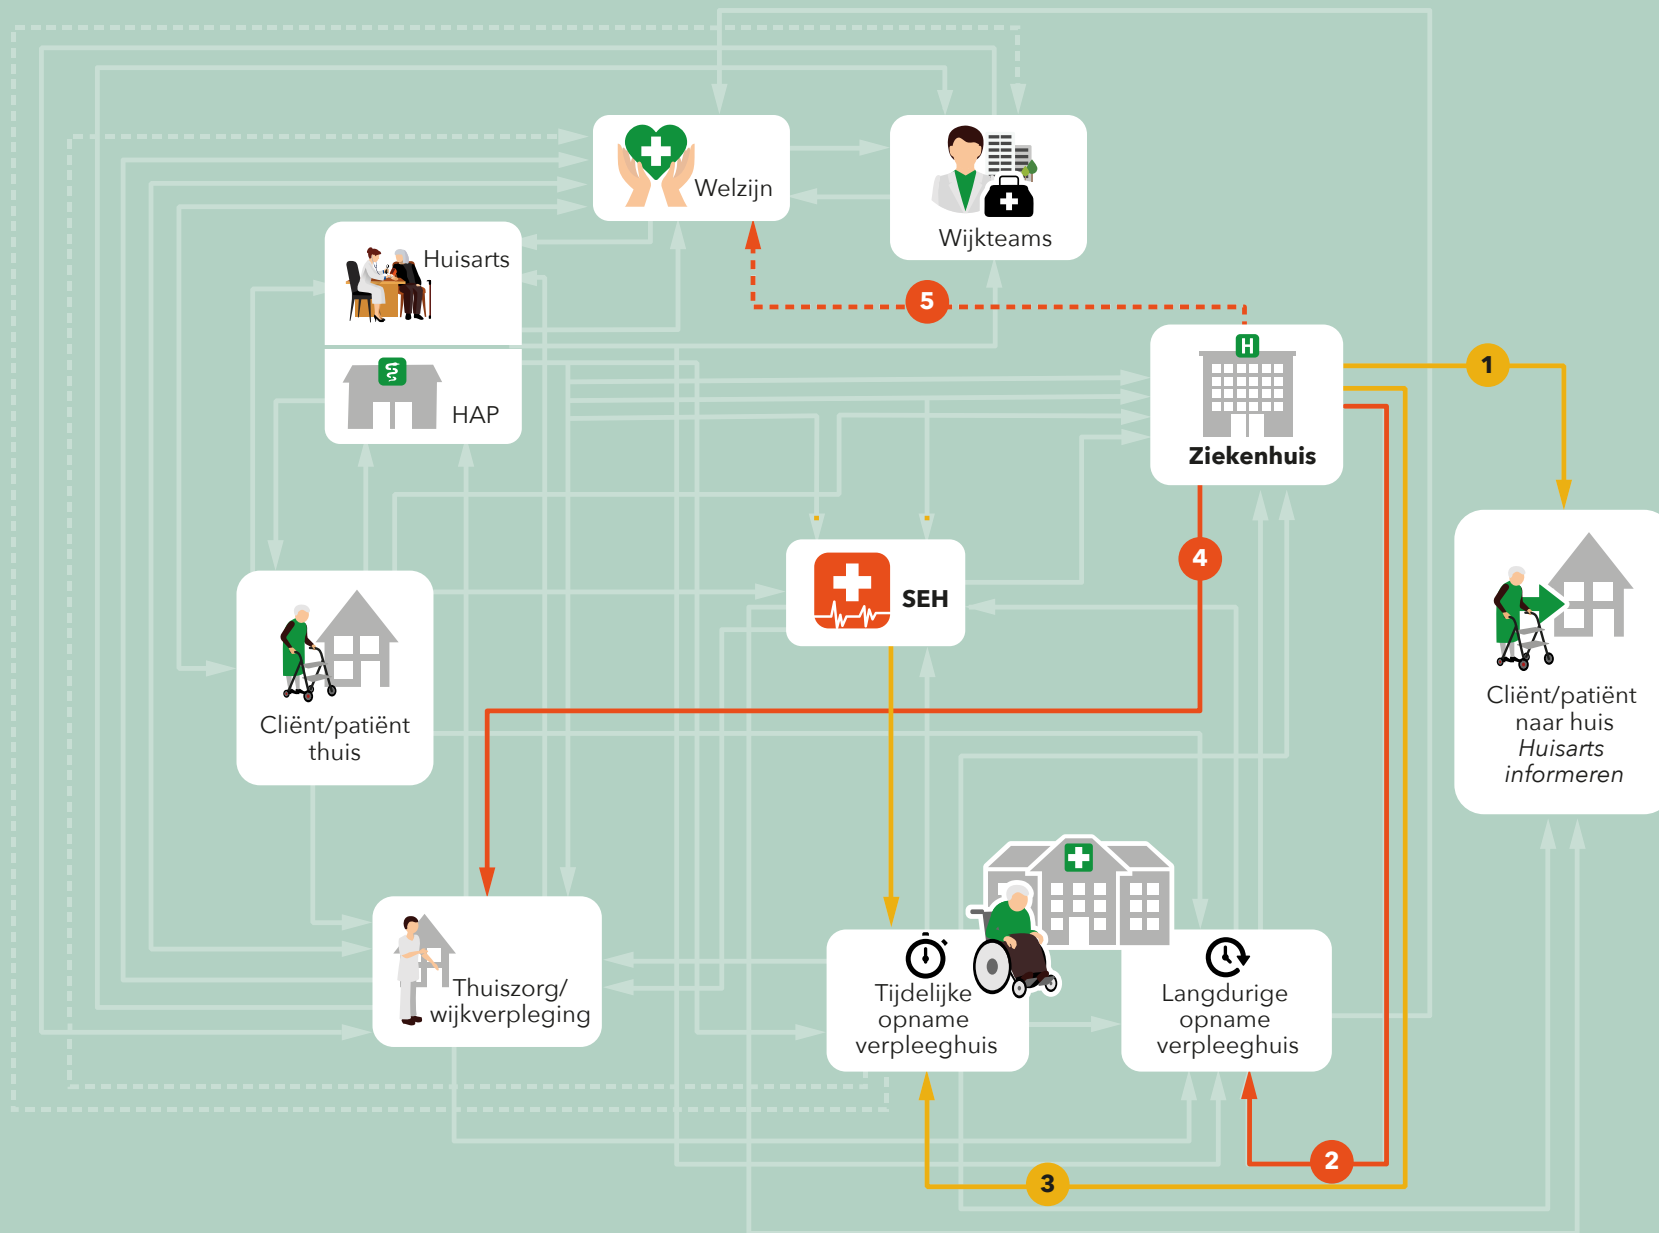 Welzijn
Wijkteams
Huisarts
HAP
5
H
Ziekenhuis
1
4
SEH
Cliënt/patiënt
thuis
Cliënt/patiënt
naar huis
Huisarts
informeren
Thuiszorg/
wijkverpleging
Tijdelijke
opname
verpleeghuis
Langdurige
opname
verpleeghuis
2
3